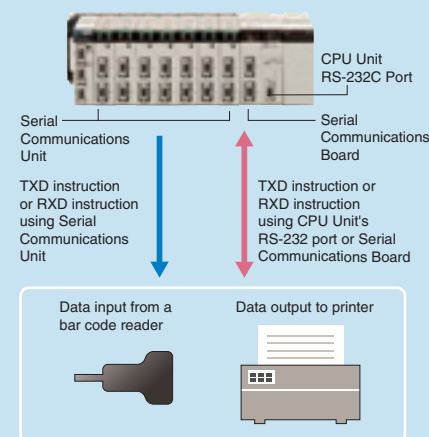 CPU Unit
RS-232C Port
Serial
Communications
Unit
Serial
Communications
Board
TXD instruction
or RXD instruction
using Serial
Communications
Unit
TXD instruction or
RXD instruction
using CPU Unit's
RS-232 port or Serial
Communications Board
Data input from a
bar code reader
Data output to printer